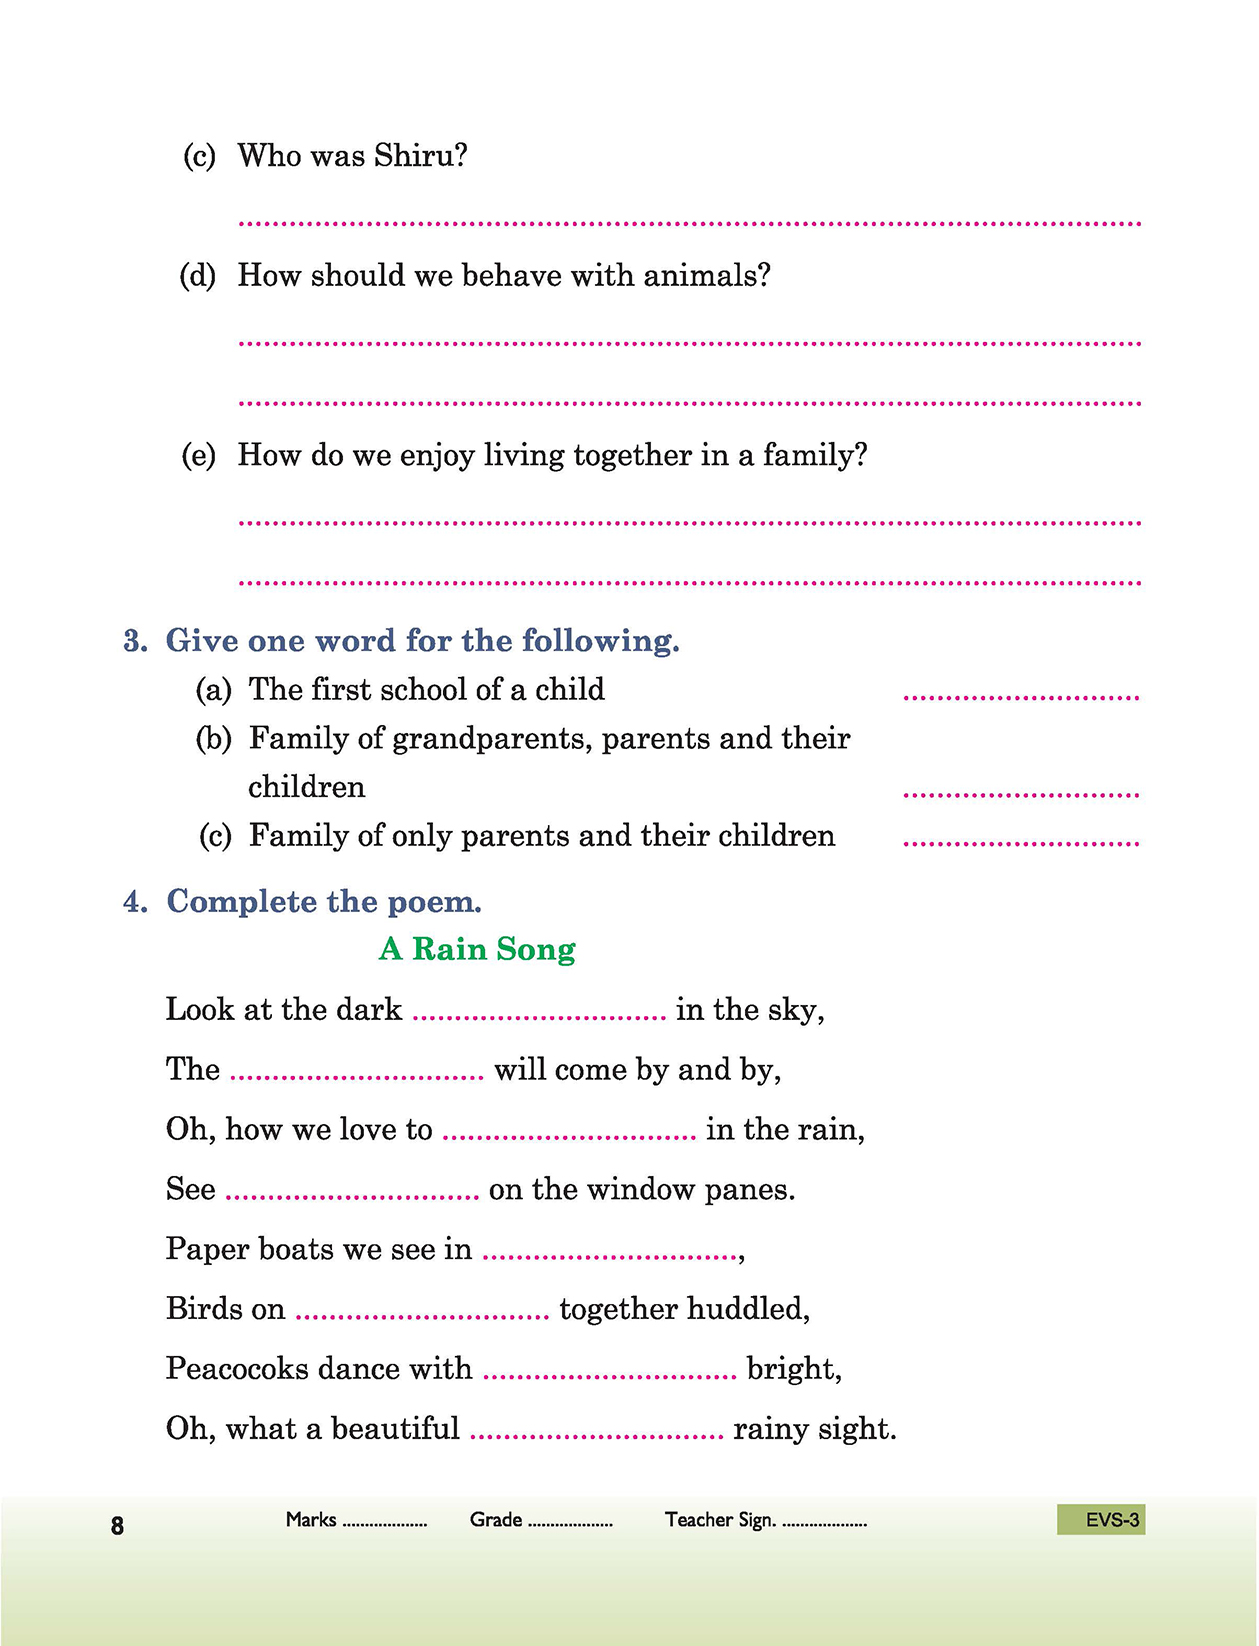 (c) Who was Shiru?
................................................................................
(d) How should we behave with animals?
................................................................................
................................................................................
(e) How do we enjoy living together in a family?
................................................................................
................................................................................
3. Give one word for the following.
(a) The first school of a child ............................
(b) Family of grandparents, parents and their
children ............................
(c) Family of only parents and their children ............................
4. Complete the poem.
A Rain Song
Look at the dark .............................. in the sky,
The .............................. will come by and by,
Oh, how we love to .............................. in the rain,
See .............................. on the window panes.
Paper boats we see in ..............................,
Birds on .............................. together huddled,
Peacocoks dance with .............................. bright,
Oh, what a beautiful .............................. rainy sight.
8 Marks ................... Grade ................... Teacher Sign. ................... EVS-3